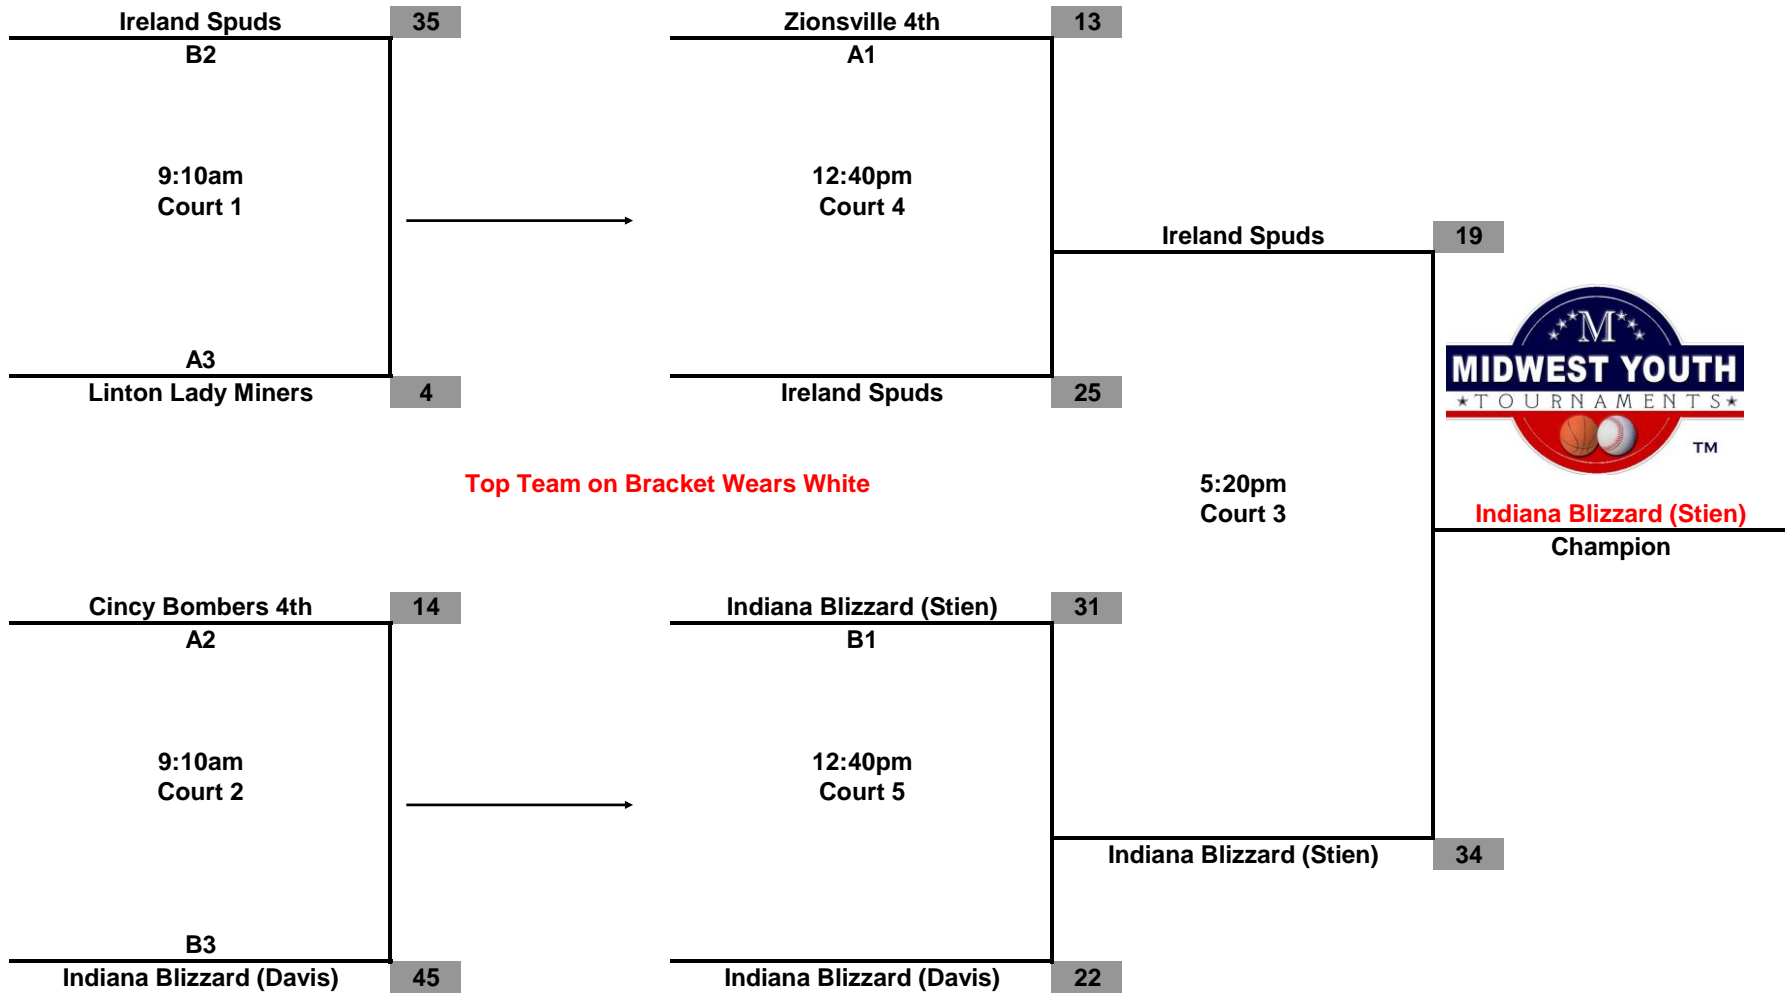 Ireland Spuds 35
B2
9:10am
Court 1
A3
Linton Lady Miners 4
Zionsville 4th 13
A1
12:40pm
Court 4
Ireland Spuds 25
Ireland Spuds 19
M
MIDWEST YOUTH
TOURNAMENTS
TM
Top Team on Bracket Wears White
5:20pm
Court 3
Indiana Blizzard (Stien)
Champion
Cincy Bombers 4th 14
A2
9:10am
Court 2
B3
Indiana Blizzard (Davis) 45
Indiana Blizzard (Stien) 31
B1
12:40pm
Court 5
Indiana Blizzard (Davis) 22
Indiana Blizzard (Stien) 34